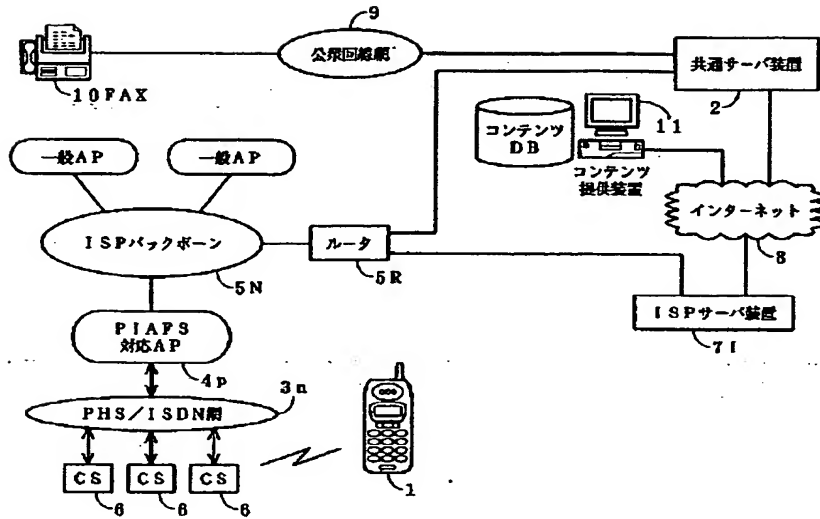 9
公衆回線網
共通サーバ装置
2
10FAX
11
コンテンツ
DB
コンテンツ
提供装置
一般AP
一般AP
インターネット
8
ISPバックボーン
5N
ルータ
5R
ISPサーバ装置
7I
PIAFS
対応AP
4p
3n
PHS/ISDN網
CS
CS
CS
6
6
6
1